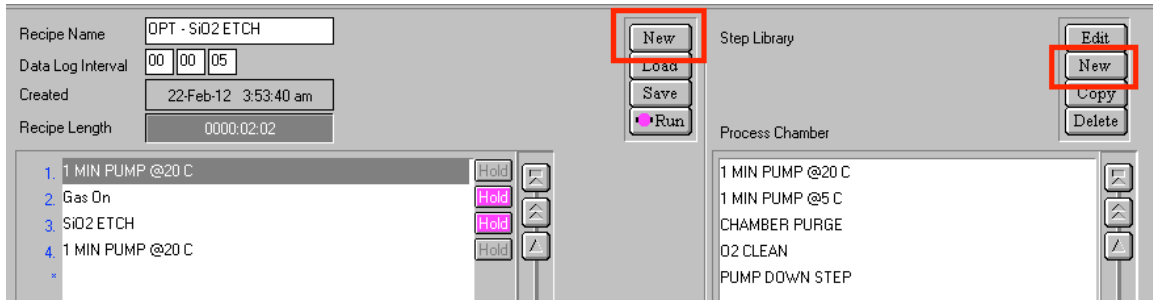 Recipe Name OPT - SiO2 ETCH
Data Log Interval 00 00 05
Created 22-Feb-12 3:53:40 am
Recipe Length 0000:02:02
New
Load
Save
Run
1. 1 MIN PUMP @20 C Hold
2. Gas On Hold
3. SiO2 ETCH Hold
4. 1 MIN PUMP @20 C Hold
*
Step Library
Edit
New
Copy
Delete
Process Chamber
1 MIN PUMP @20 C
1 MIN PUMP @5 C
CHAMBER PURGE
O2 CLEAN
PUMP DOWN STEP